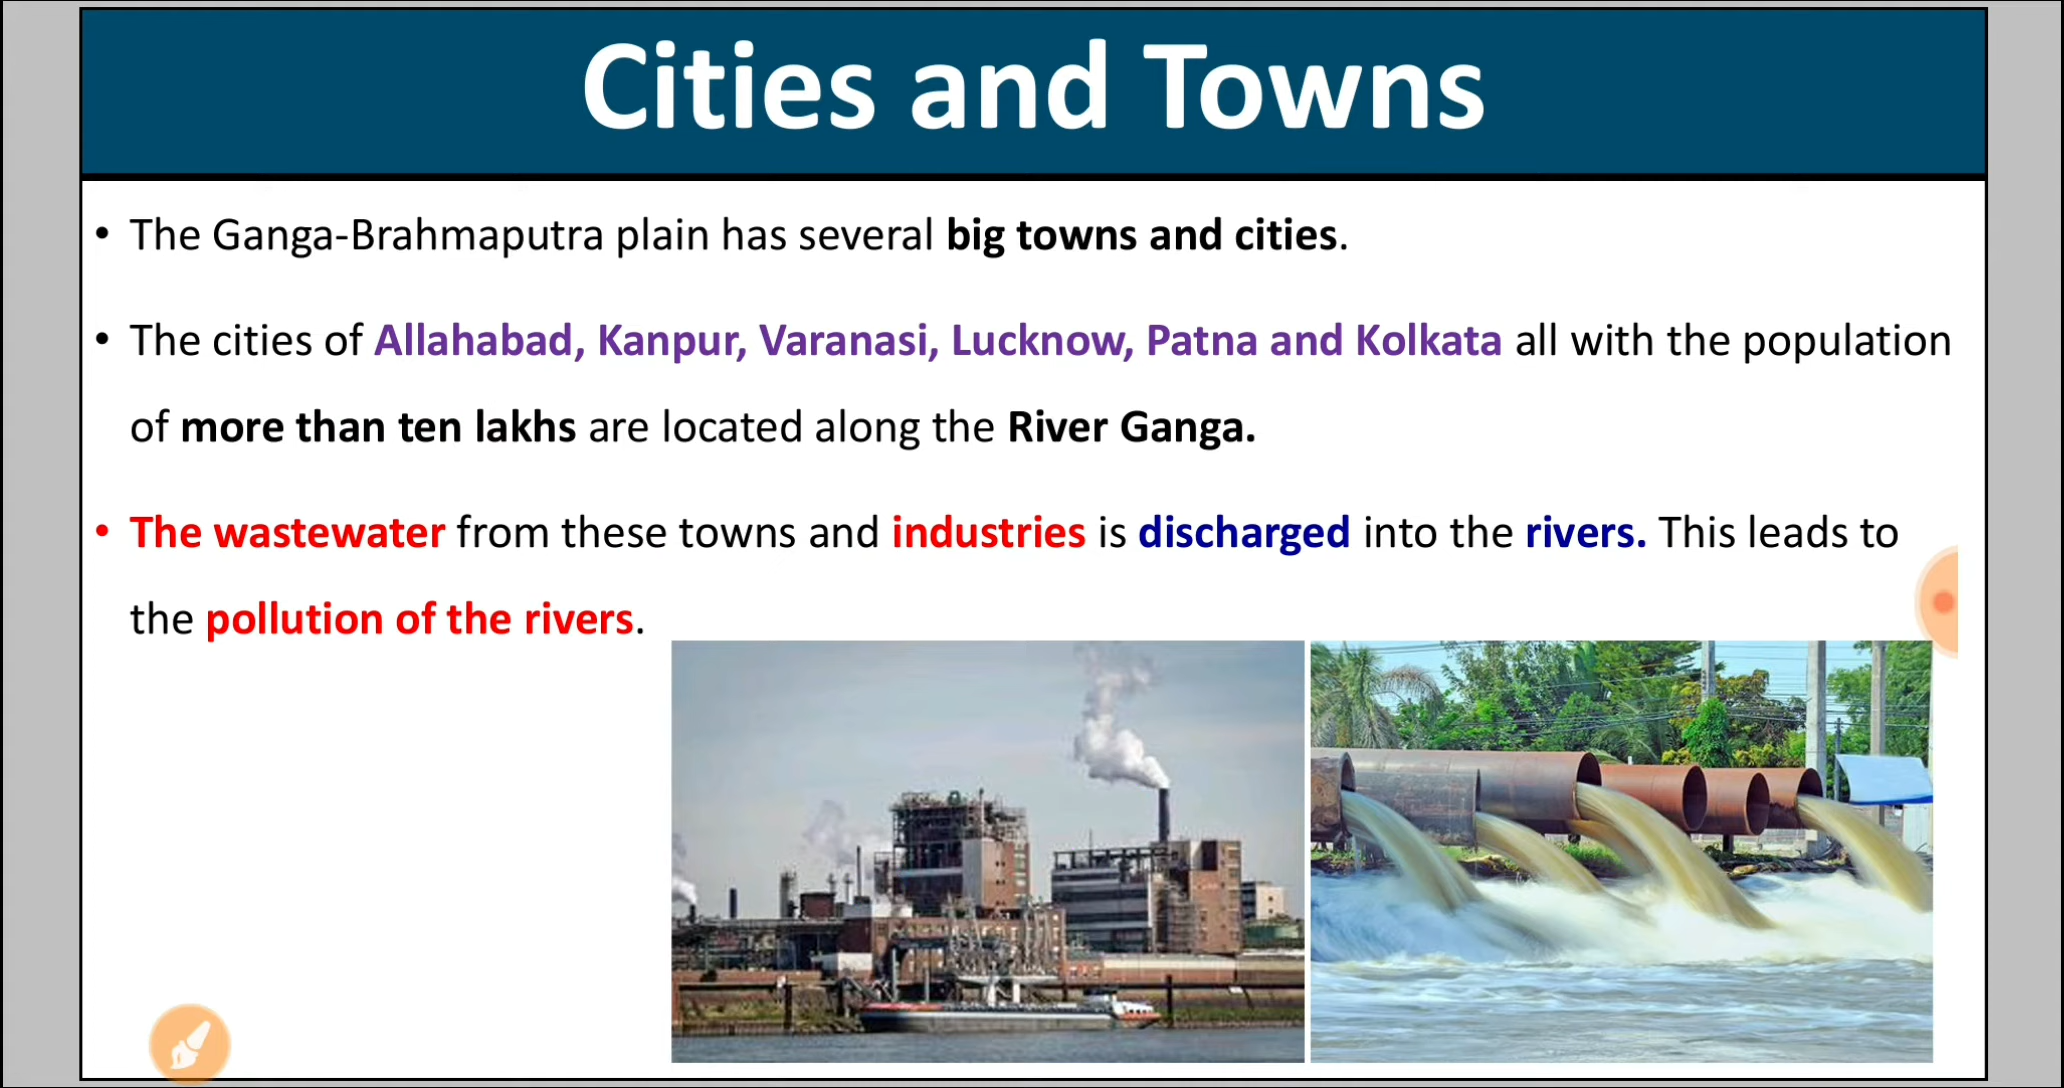 Cities and Towns
• The Ganga-Brahmaputra plain has several big towns and cities.
• The cities of Allahabad, Kanpur, Varanasi, Lucknow, Patna and Kolkata all with the population
of more than ten lakhs are located along the River Ganga.
• The wastewater from these towns and industries is discharged into the rivers. This leads to
the pollution of the rivers.